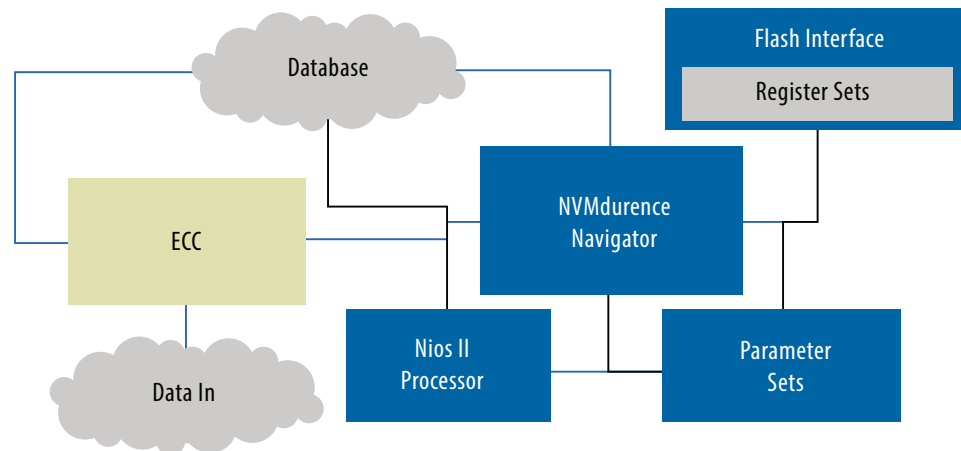 Database
Flash Interface
Register Sets
NVMdurence
Navigator
ECC
Nios II
Processor
Parameter
Sets
Data In